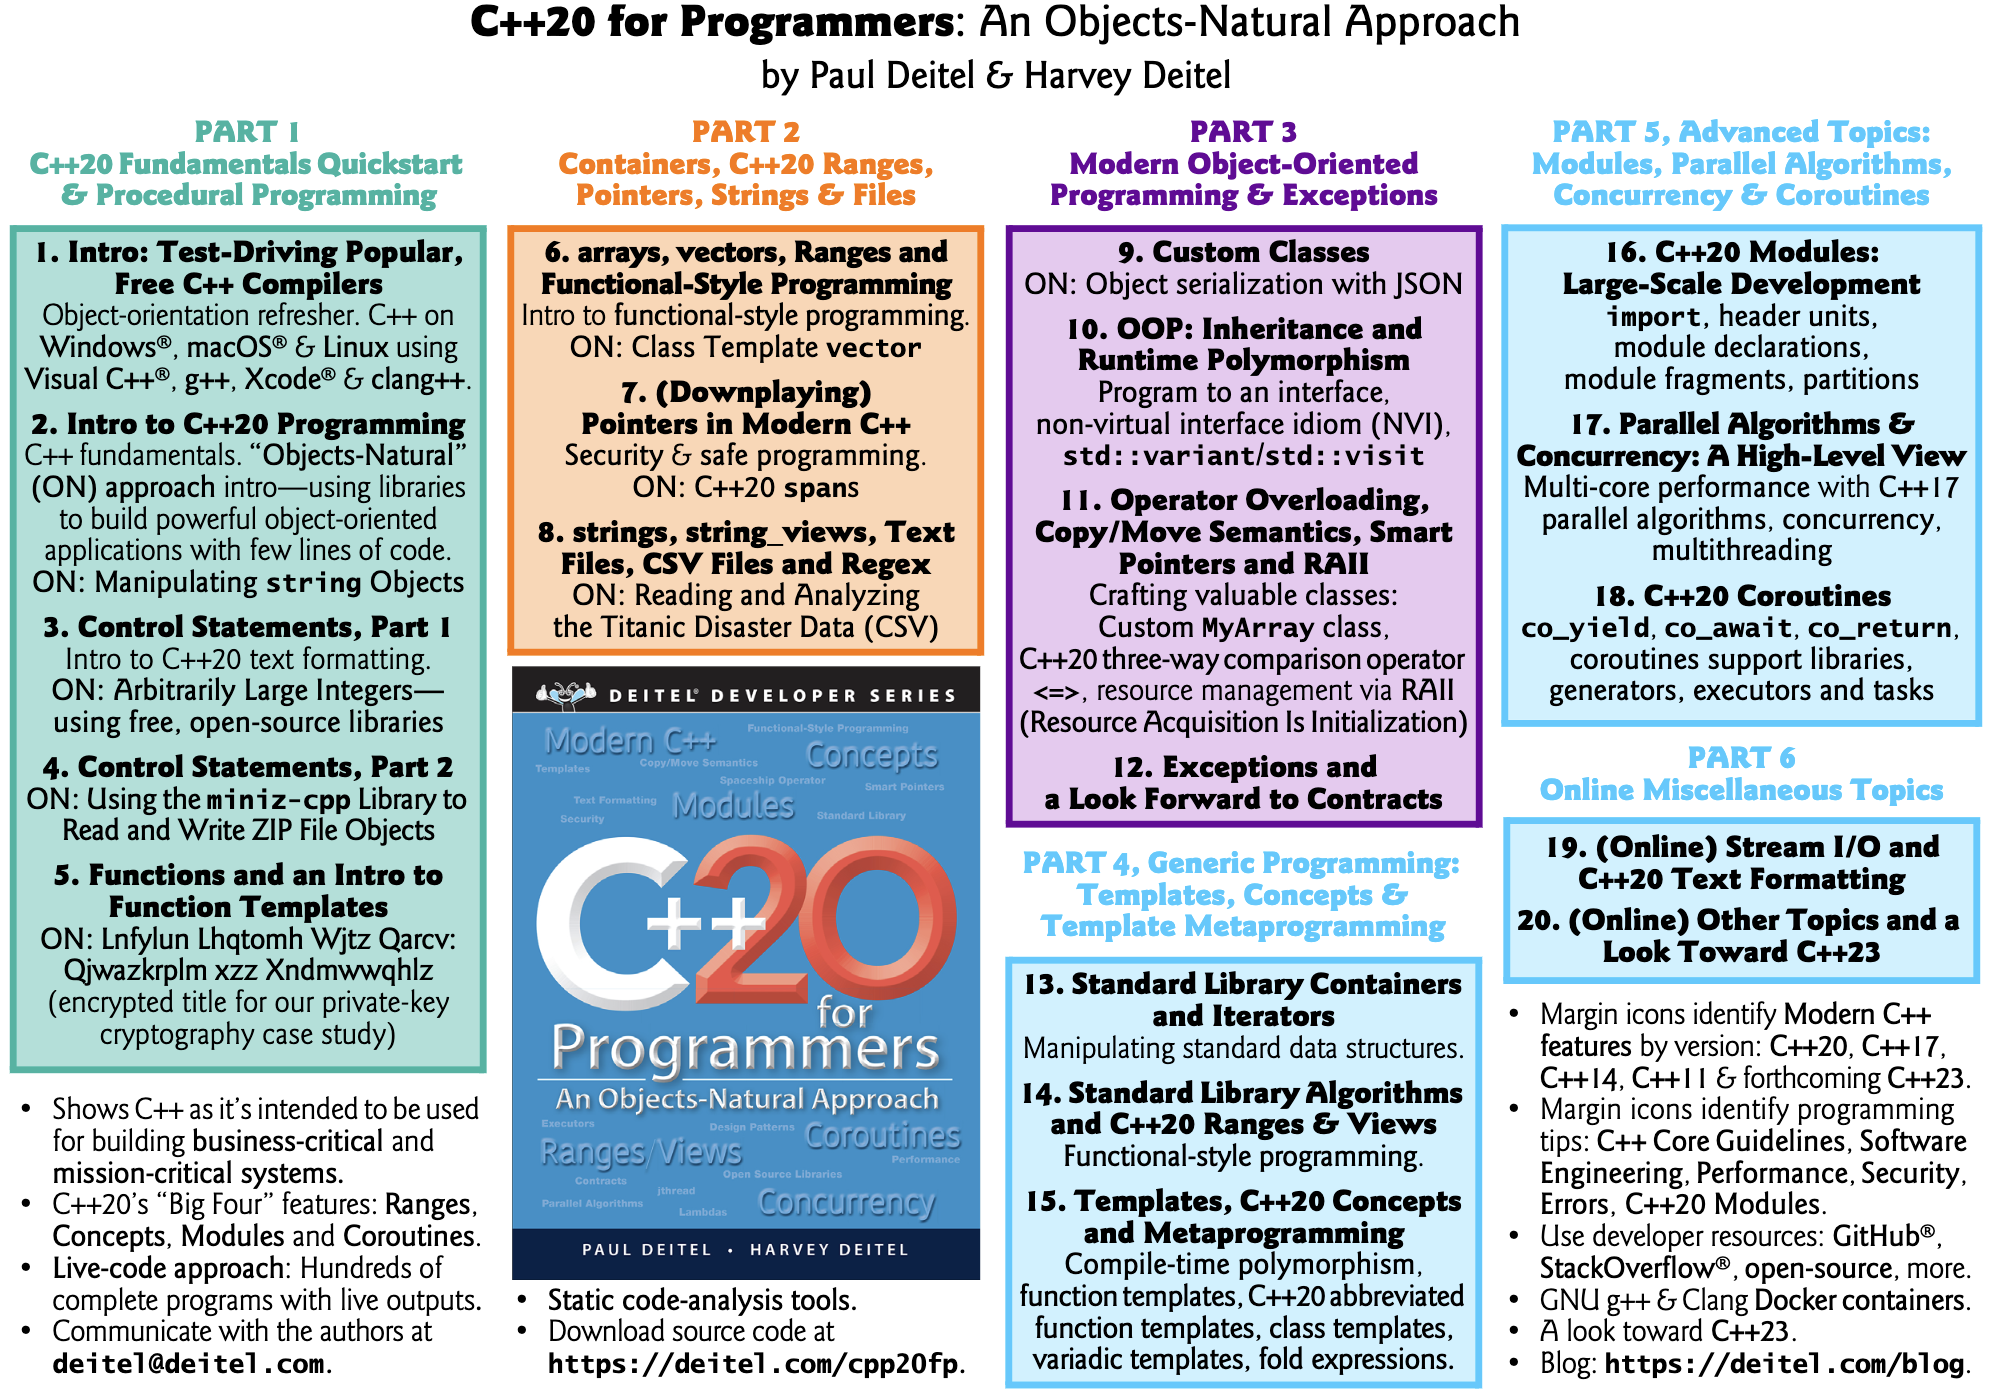 C++20 for Programmers: An Objects-Natural Approach
by Paul Deitel & Harvey Deitel
PART 1
C++20 Fundamentals Quickstart
& Procedural Programming
1. Intro: Test-Driving Popular,
Free C++ Compilers
Object-orientation refresher. C++ on
Windows®, macOS® & Linux using
Visual C++®, g++, Xcode® & clang++.
2. Intro to C++20 Programming
C++ fundamentals. “Objects-Natural”
(ON) approach intro—using libraries
to build powerful object-oriented
applications with few lines of code.
ON: Manipulating string Objects
3. Control Statements, Part 1
Intro to C++20 text formatting.
ON: Arbitrarily Large Integers—
using free, open-source libraries
4. Control Statements, Part 2
ON: Using the miniz-cpp Library to
Read and Write ZIP File Objects
5. Functions and an Intro to
Function Templates
ON: Lnfylun Lhqtomh Wjtz Qarcv:
Qjwazkrplm xzz Xndmwwqhlz
(encrypted title for our private-key
cryptography case study)
• Shows C++ as it’s intended to be used
for building business-critical and
mission-critical systems.
• C++20’s “Big Four” features: Ranges,
Concepts, Modules and Coroutines.
• Live-code approach: Hundreds of
complete programs with live outputs.
• Communicate with the authors at
deitel@deitel.com.
PART 2
Containers, C++20 Ranges,
Pointers, Strings & Files
6. arrays, vectors, Ranges and
Functional-Style Programming
Intro to functional-style programming.
ON: Class Template vector
7. (Downplaying)
Pointers in Modern C++
Security & safe programming.
ON: C++20 spans
8. strings, string_views, Text
Files, CSV Files and Regex
ON: Reading and Analyzing
the Titanic Disaster Data (CSV)
DEITEL® DEVELOPER SERIES
Functional-Style Programming
Modern C++
Concepts
Copy/Move Semantics
Templates
Spaceship Operator
Smart Pointers
Text Formatting
Modules
Security
Standard Library
C++20
for
Programmers
An Objects-Natural Approach
Executors
Design Patterns
Coroutines
Ranges/Views
Performance
Open Source Libraries
Contracts
jthread
Parallel Algorithms
Concurrency
Lambdas
PAUL DEITEL • HARVEY DEITEL
• Static code-analysis tools.
• Download source code at
https://deitel.com/cpp20fp.
PART 3
Modern Object-Oriented
Programming & Exceptions
9. Custom Classes
ON: Object serialization with JSON
10. OOP: Inheritance and
Runtime Polymorphism
Program to an interface,
non-virtual interface idiom (NVI),
std::variant/std::visit
11. Operator Overloading,
Copy/Move Semantics, Smart
Pointers and RAII
Crafting valuable classes:
Custom MyArray class,
C++20 three-way comparison operator
<=>, resource management via RAII
(Resource Acquisition Is Initialization)
12. Exceptions and
a Look Forward to Contracts
PART 4, Generic Programming:
Templates, Concepts &
Template Metaprogramming
13. Standard Library Containers
and Iterators
Manipulating standard data structures.
14. Standard Library Algorithms
and C++20 Ranges & Views
Functional-style programming.
15. Templates, C++20 Concepts
and Metaprogramming
Compile-time polymorphism,
function templates, C++20 abbreviated
function templates, class templates,
variadic templates, fold expressions.
PART 5, Advanced Topics:
Modules, Parallel Algorithms,
Concurrency & Coroutines
16. C++20 Modules:
Large-Scale Development
import, header units,
module declarations,
module fragments, partitions
17. Parallel Algorithms &
Concurrency: A High-Level View
Multi-core performance with C++17
parallel algorithms, concurrency,
multithreading
18. C++20 Coroutines
co_yield, co_await, co_return,
coroutines support libraries,
generators, executors and tasks
PART 6
Online Miscellaneous Topics
19. (Online) Stream I/O and
C++20 Text Formatting
20. (Online) Other Topics and a
Look Toward C++23
• Margin icons identify Modern C++
features by version: C++20, C++17,
C++14, C++11 & forthcoming C++23.
• Margin icons identify programming
tips: C++ Core Guidelines, Software
Engineering, Performance, Security,
Errors, C++20 Modules.
• Use developer resources: GitHub®,
StackOverflow®, open-source, more.
• GNU g++ & Clang Docker containers.
• A look toward C++23.
• Blog: https://deitel.com/blog.